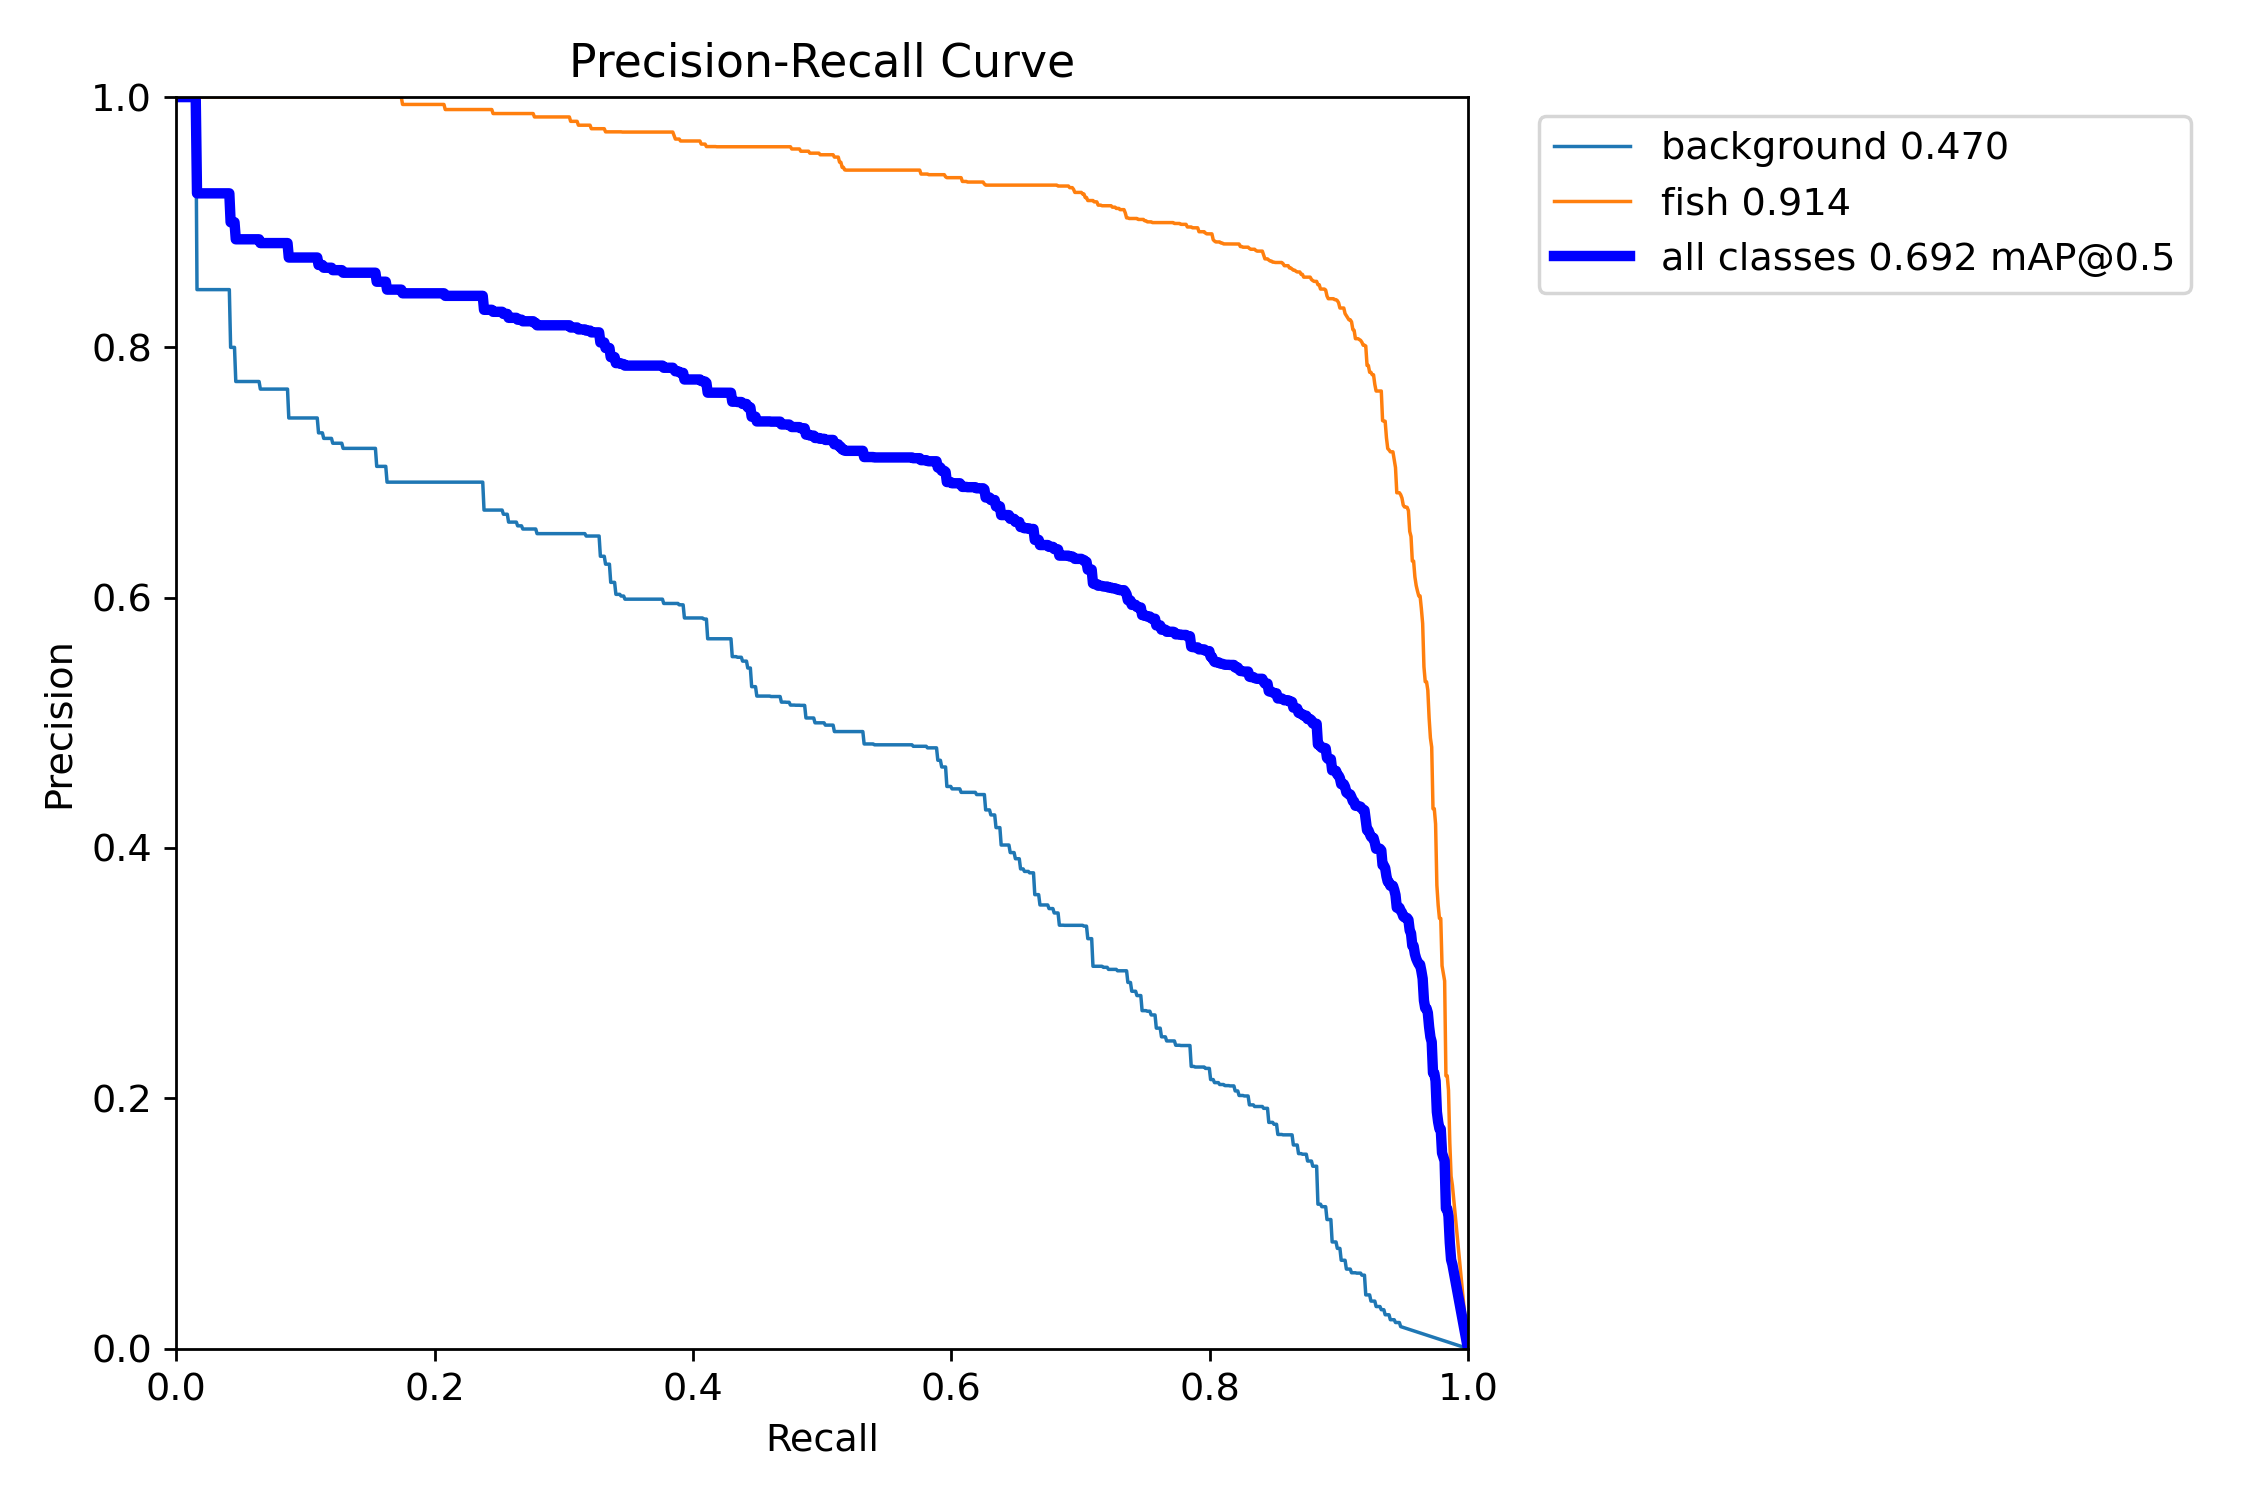 Precision-Recall Curve
1.0
0.8
0.6
0.4
0.2
0.0
Precision
0.0 0.2 0.4 0.6 0.8 1.0
Recall
background 0.470
fish 0.914
all classes 0.692 mAP@0.5